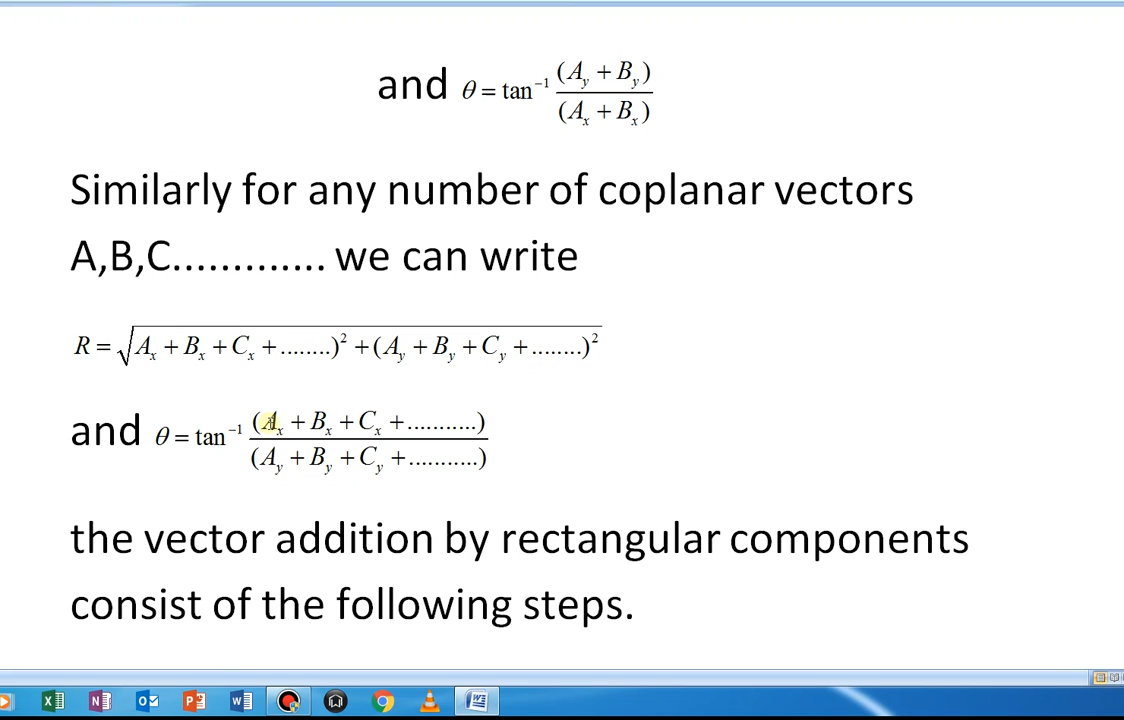 and θ = tan⁻¹ (A_y + B_y) / (A_x + B_x)
Similarly for any number of coplanar vectors
A,B,C............. we can write
R = √A_x + B_x + C_x + ........)² + (A_y + B_y + C_y + ........)²
and θ = tan⁻¹ (A_x + B_x + C_x + ...........) / (A_y + B_y + C_y + ...........)
the vector addition by rectangular components
consist of the following steps.